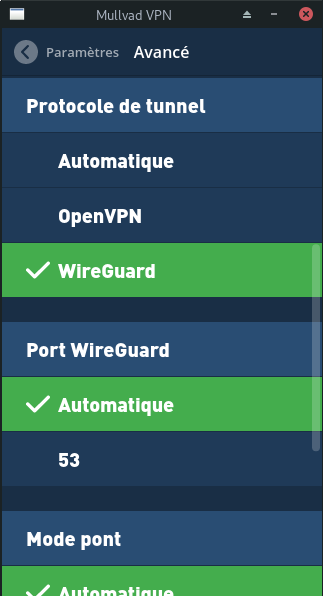 Mullvad VPN
Paramètres Avancé
Protocole de tunnel
Automatique
OpenVPN
WireGuard
Port WireGuard
Automatique
53
Mode pont
Automatique